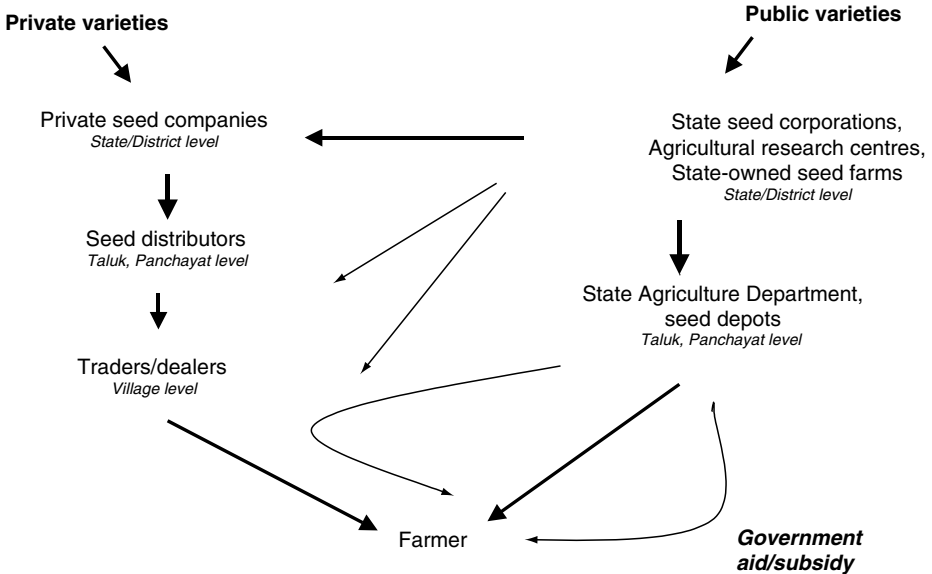 Private varieties
Public varieties
Private seed companies
State/District level
State seed corporations,
Agricultural research centres,
State-owned seed farms
State/District level
Seed distributors
Taluk, Panchayat level
State Agriculture Department,
seed depots
Taluk, Panchayat level
Traders/dealers
Village level
Farmer
Government
aid/subsidy